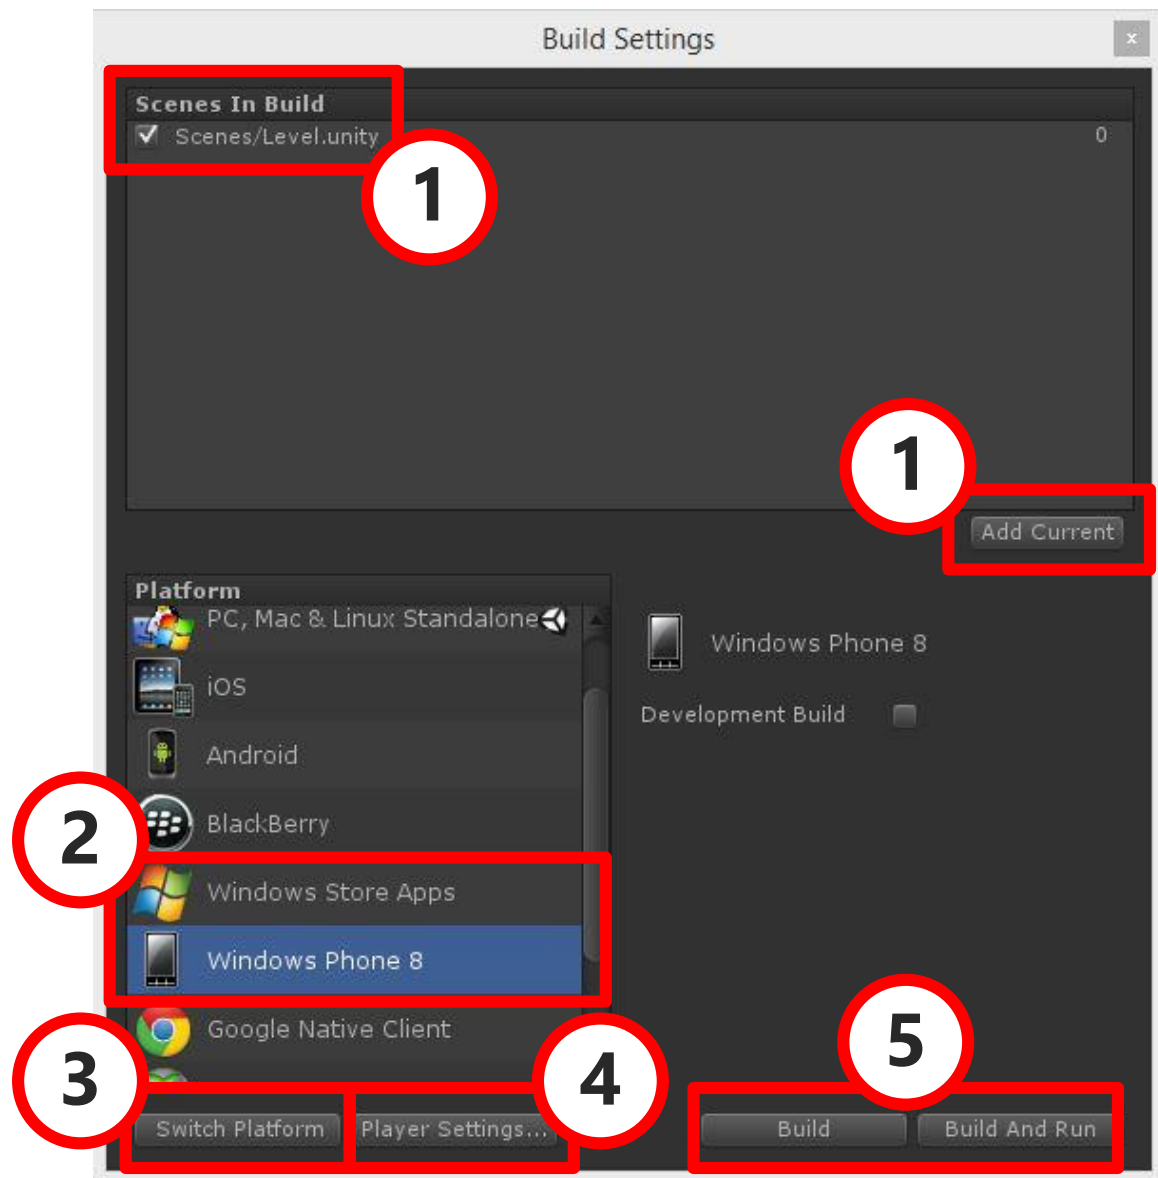 Build Settings
x
Scenes In Build
Scenes/Level.unity 0
1
1
Add Current
Platform
PC, Mac & Linux Standalone
iOS
Android
BlackBerry
Windows Store Apps
Windows Phone 8
Google Native Client
Windows Phone 8
Development Build
2
3
4
5
Switch Platform
Player Settings...
Build
Build And Run